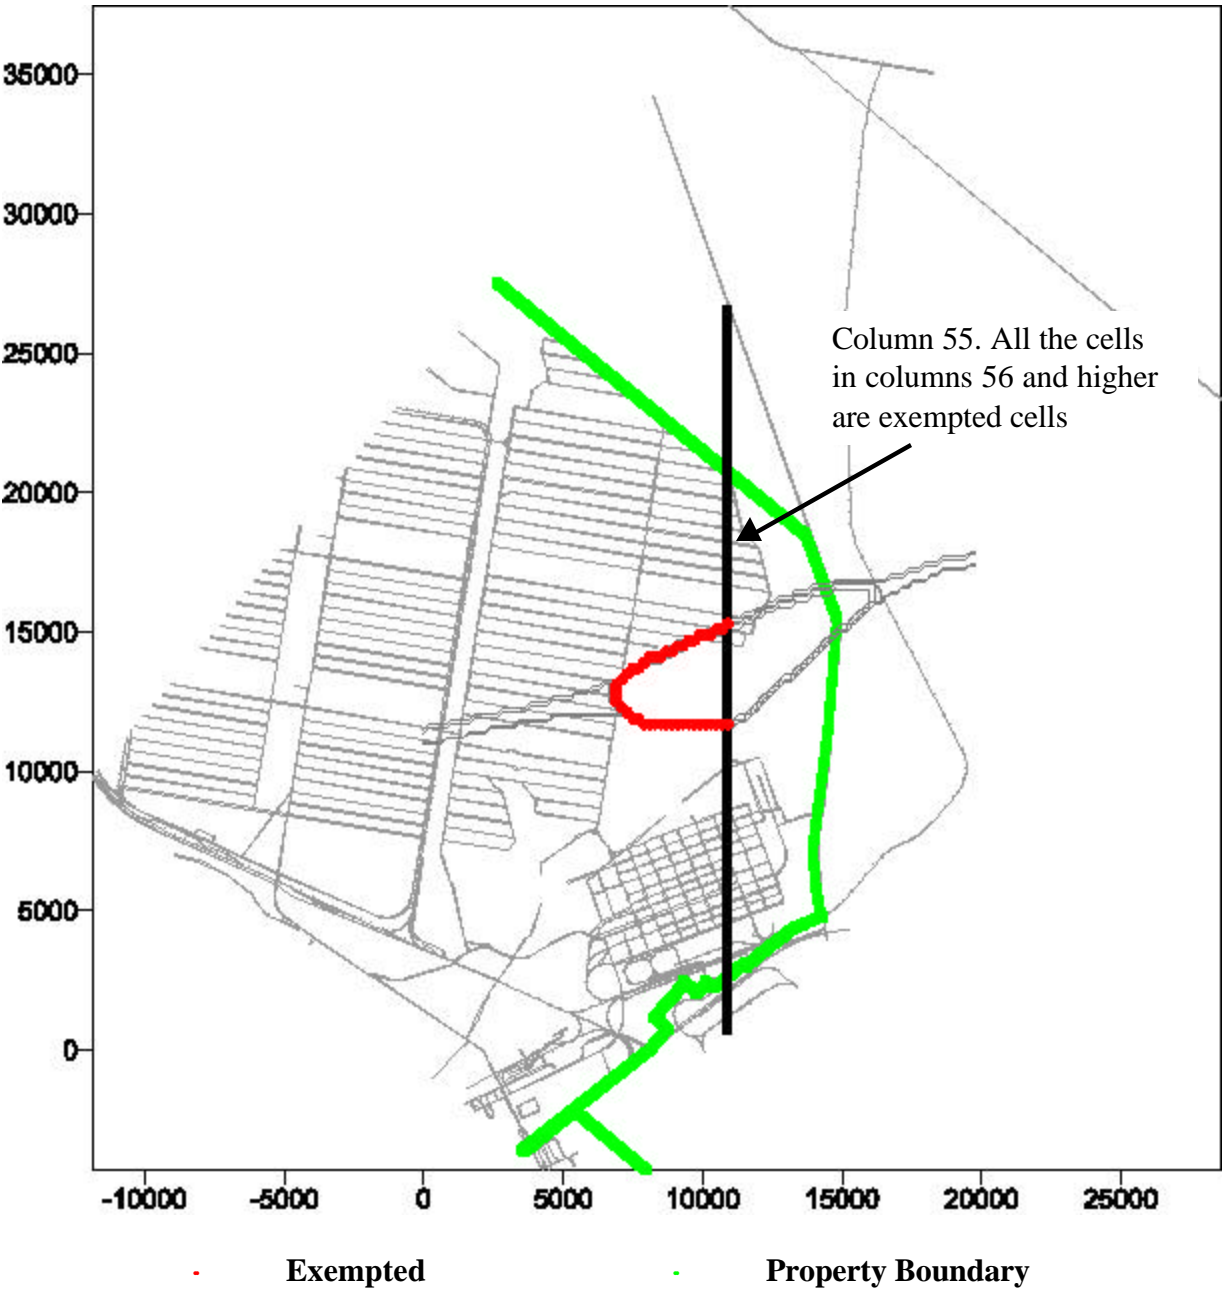 35000
30000
25000
20000
15000
10000
5000
0
Column 55. All the cells
in columns 56 and higher
are exempted cells
-10000 -5000 0 5000 10000 15000 20000 25000
Exempted Property Boundary